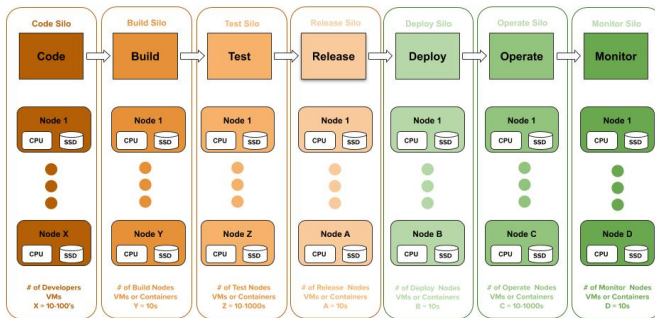 Code Silo
Build Silo
Test Silo
Release Silo
Deploy Silo
Operate Silo
Monitor Silo
Code
Build
Test
Release
Deploy
Operate
Monitor
Node 1
Node 1
Node 1
Node 1
Node 1
Node 1
Node 1
CPU SSD
CPU SSD
CPU SSD
CPU SSD
CPU SSD
CPU SSD
CPU SSD
Node X
Node Y
Node Z
Node A
Node B
Node C
Node D
CPU SSD
CPU SSD
CPU SSD
CPU SSD
CPU SSD
CPU SSD
CPU SSD
# of Developers
VMs
X = 10-100's
# of Build Nodes
VMs or Containers
Y = 10s
# of Test Nodes
VMs or Containers
Z = 10-1000s
# of Release Nodes
VMs or Containers
A = 10s
# of Deploy Nodes
VMs or Containers
B = 10s
# of Operate Nodes
VMs or Containers
C = 10-1000s
# of Monitor Nodes
VMs or Containers
D = 10s